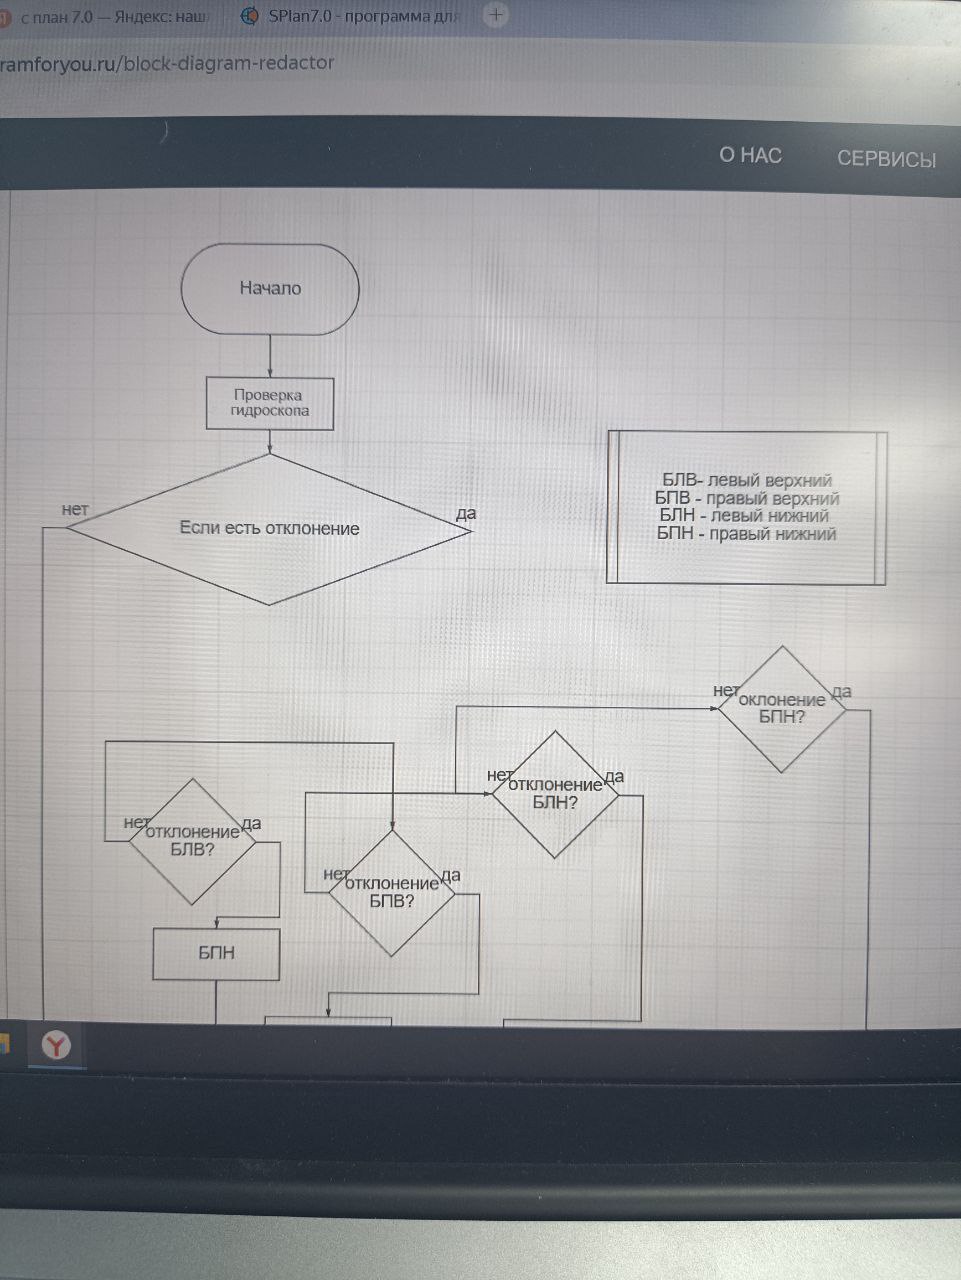 с план 7.0 — Яндекс: наш
SPlan7.0 - программа для
ramforyou.ru/block-diagram-redactor
О НАС
СЕРВИСЫ
Начало
Проверка
гидроскопа
нет
Если есть отклонение
да
БЛВ- левый верхний
БПВ - правый верхний
БЛН - левый нижний
БПН - правый нижний
нет
оклонение
БПН?
да
нет
отклонение
БЛН?
да
нет
отклонение
БЛВ?
да
нет
отклонение
БПВ?
да
БПН